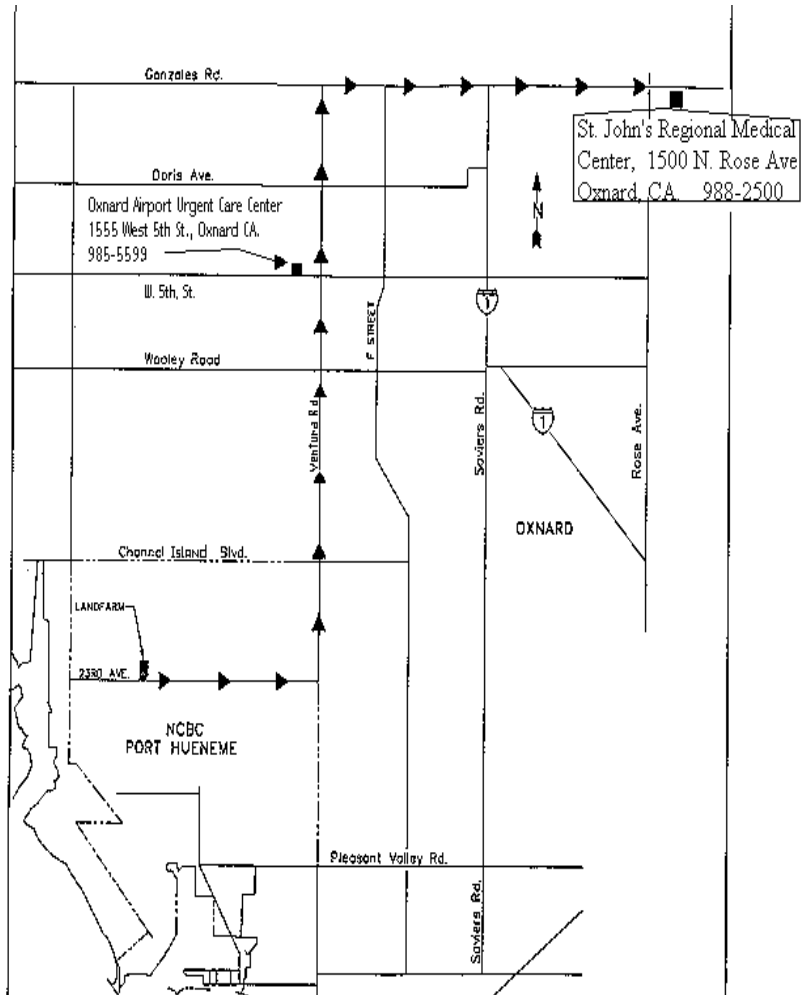 Gonzales Rd.
St. John's Regional Medical
Center, 1500 N. Rose Ave
Oxnard, CA. 988-2500
Doris Ave.
N
Oxnard Airport Urgent Care Center
1555 West 5th St., Oxnard CA.
985-5599
W. 5th, St.
1
F STREET
Wooley Road
Ventura Rd.
Saviers Rd.
1
Rose Ave.
OXNARD
Channel Island Blvd.
LANDFARM
23RD AVE.
NCBC
PORT HUENEME
Pleasant Valley Rd.
Saviers Rd.